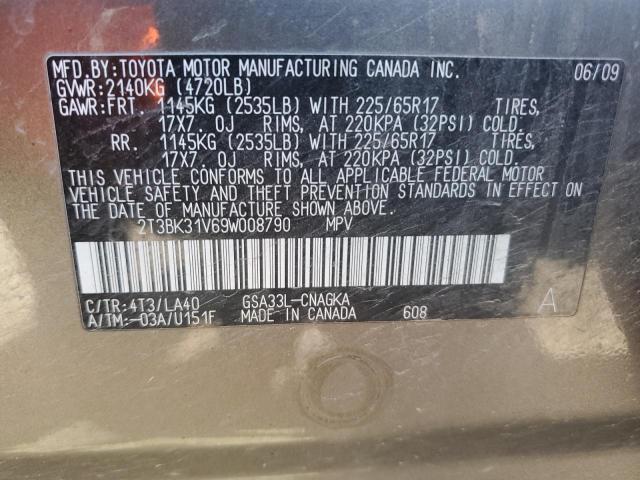 MFD.BY:TOYOTA MOTOR MANUFACTURING CANADA INC. 06/09
GVWR:2140KG (4720LB)
GAWR:FRT. 1145KG (2535LB) WITH 225/65R17 TIRES,
17X7.0J RIMS, AT 220KPA (32PSI) COLD.
RR. 1145KG (2535LB) WITH 225/65R17 TIRES,
17X7.0J RIMS, AT 220KPA (32PSI) COLD.
THIS VEHICLE CONFORMS TO ALL APPLICABLE FEDERAL MOTOR
VEHICLE SAFETY AND THEFT PREVENTION STANDARDS IN EFFECT ON
THE DATE OF MANUFACTURE SHOWN ABOVE.
2T3BK31V69W008790 MPV
C/TR:4T3/LA40 GSA33L-CNAGKA A
A/TM:-03A/U151F MADE IN CANADA 608